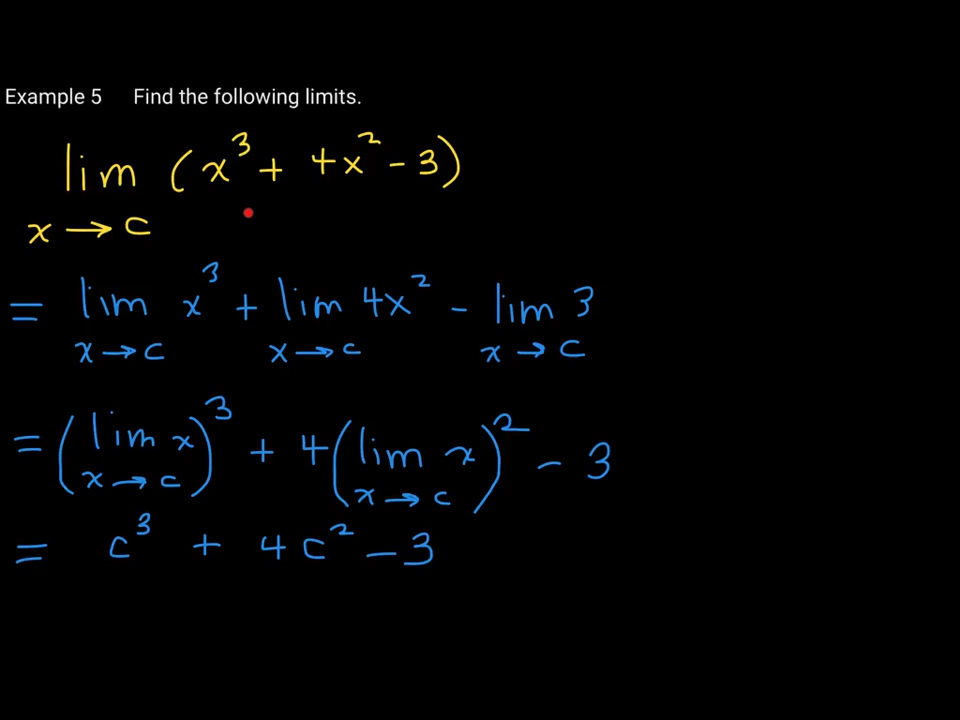 Example 5 Find the following limits.
lim (x³ + 4x² - 3)
x → c
= lim x³ + lim 4x² - lim 3
x → c x → c x → c
= (lim x)³ + 4(lim x)² - 3
x → c x → c
= c³ + 4c² - 3